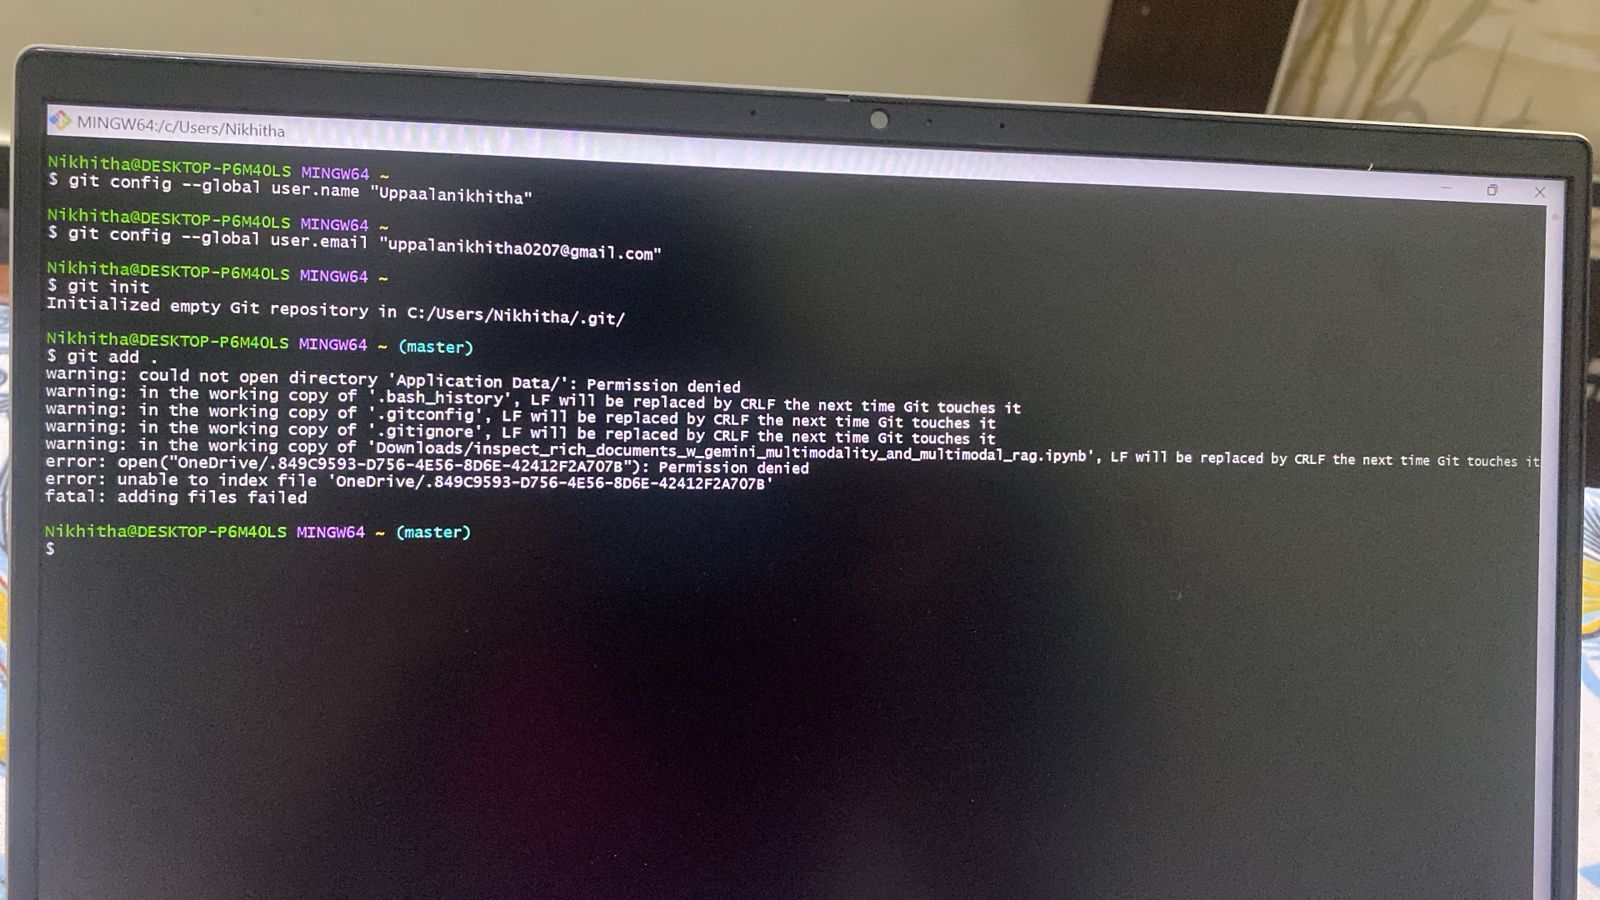 MINGW64:/c/Users/Nikhitha
Nikhitha@DESKTOP-P6M4OLS MINGW64 ~
$ git config --global user.name "Uppaalanikhitha"
Nikhitha@DESKTOP-P6M4OLS MINGW64 ~
$ git config --global user.email "uppalanikhitha0207@gmail.com"
Nikhitha@DESKTOP-P6M4OLS MINGW64 ~
$ git init
Initialized empty Git repository in C:/Users/Nikhitha/.git/
Nikhitha@DESKTOP-P6M4OLS MINGW64 ~ (master)
$ git add .
warning: could not open directory 'Application Data/': Permission denied
warning: in the working copy of '.bash_history', LF will be replaced by CRLF the next time Git touches it
warning: in the working copy of '.gitconfig', LF will be replaced by CRLF the next time Git touches it
warning: in the working copy of '.gitignore', LF will be replaced by CRLF the next time Git touches it
warning: in the working copy of 'Downloads/inspect_rich_documents_w_gemini_multimodality_and_multimodal_rag.ipynb', LF will be replaced by CRLF the next time Git touches it
error: open("OneDrive/.849C9593-D756-4E56-8D6E-42412F2A707B"): Permission denied
error: unable to index file 'OneDrive/.849C9593-D756-4E56-8D6E-42412F2A707B'
fatal: adding files failed
Nikhitha@DESKTOP-P6M4OLS MINGW64 ~ (master)
$